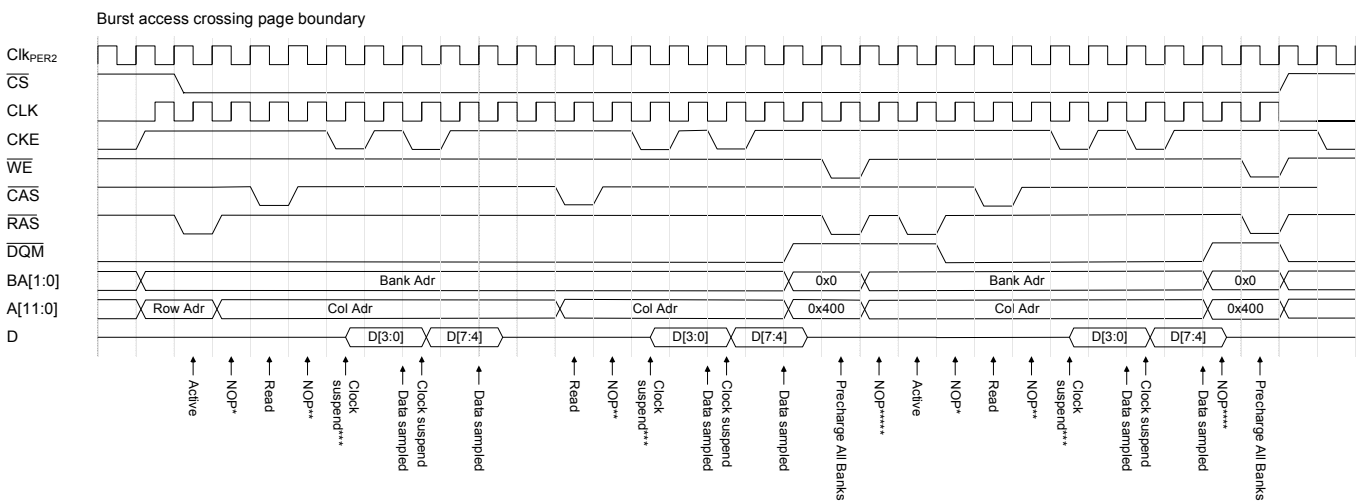 Burst access crossing page boundary
ClkPER2
CS
CLK
CKE
WE
CAS
RAS
DQM
BA[1:0] Bank Adr 0x0 Bank Adr 0x0
A[11:0] Row Adr Col Adr Col Adr 0x400 Col Adr 0x400
D D[3:0] D[7:4] D[3:0] D[7:4] D[3:0] D[7:4]
Active
NOP*
Read
NOP**
Clock
suspend***
Data sampled
Clock suspend
Data sampled
Read
NOP**
Clock
suspend***
Data sampled
Clock suspend
Data sampled
Precharge All Banks
NOP*****
Active
NOP*
Read
NOP**
Clock
suspend***
Data sampled
Clock suspend
Data sampled
NOP****
Precharge All Banks